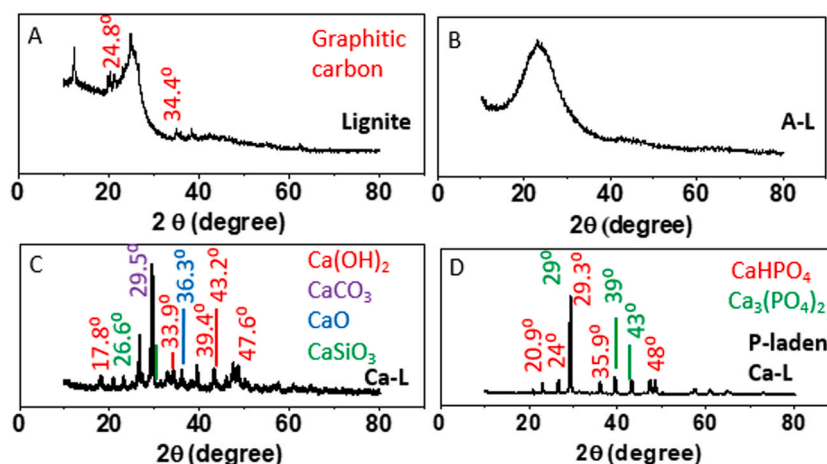 A
24.8°
34.4°
Graphitic
carbon
Lignite
0 20 40 60 80
2 θ (degree)
B
A-L
0 20 40 60 80
2 θ (degree)
C
17.8°
26.6°
29.5°
33.9°
36.3°
39.4°
43.2°
47.6°
Ca(OH)₂
CaCO₃
CaO
CaSiO₃
Ca-L
0 20 40 60 80
2θ (degree)
D
20.9°
24°
29°
29.3°
35.9°
39°
43°
48°
CaHPO₄
Ca₃(PO₄)₂
P-laden
Ca-L
0 20 40 60 80
2θ (degree)